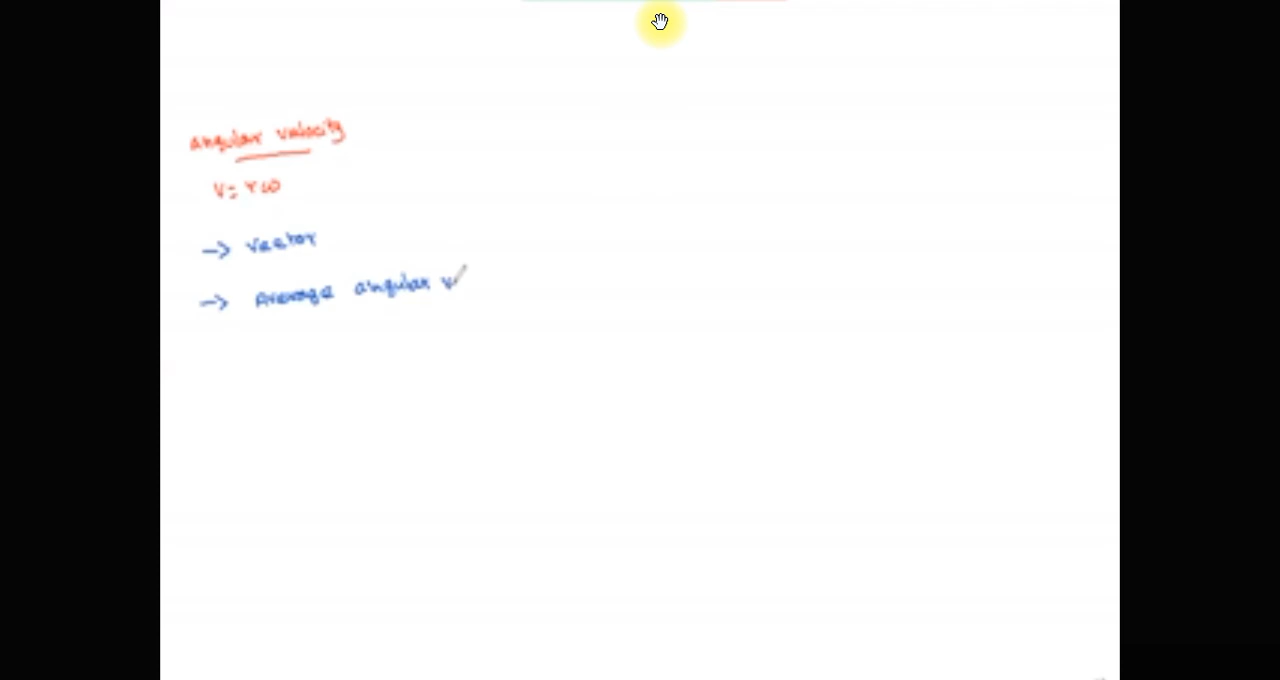 angular velocity
V = rω
→ Vector
→ Average angular v